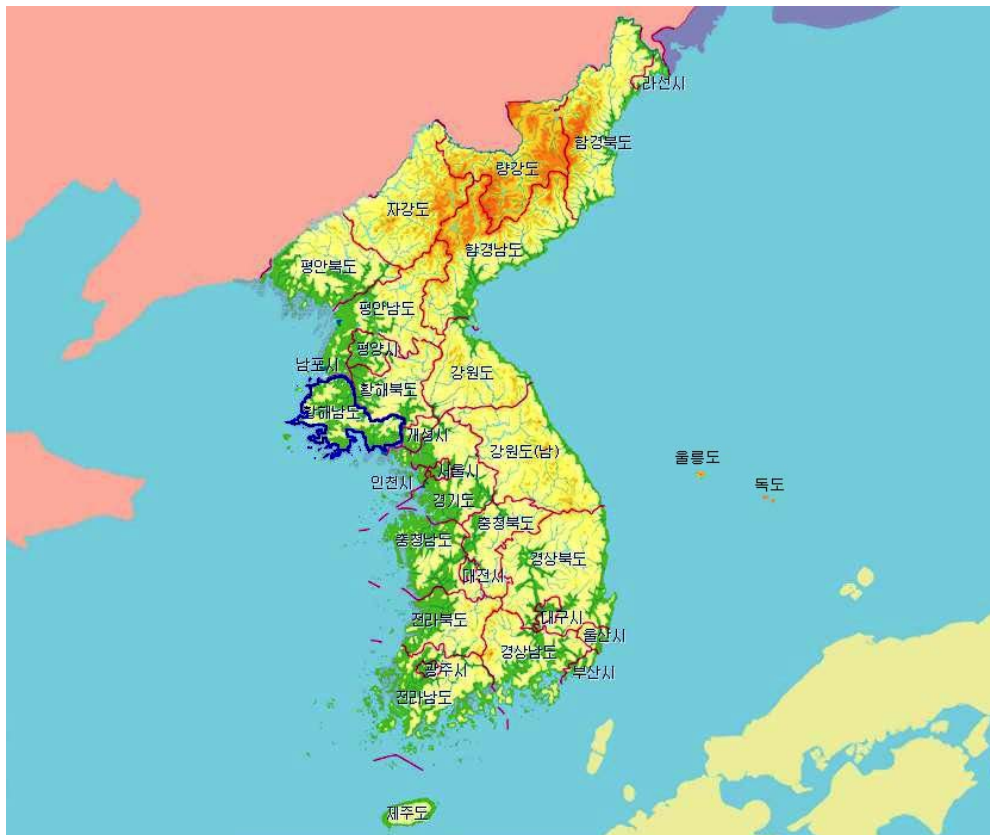 라선시
함경북도
량강도
자강도
함경남도
평안북도
평안남도
평양시
남포시
황해북도
강원도
황해남도
개성시
강원도(남)
울릉도
서울시
인천시
독도
경기도
충청북도
충청남도
경상북도
대전시
전라북도
대구시
울산시
경상남도
광주시
부산시
전라남도
제주도